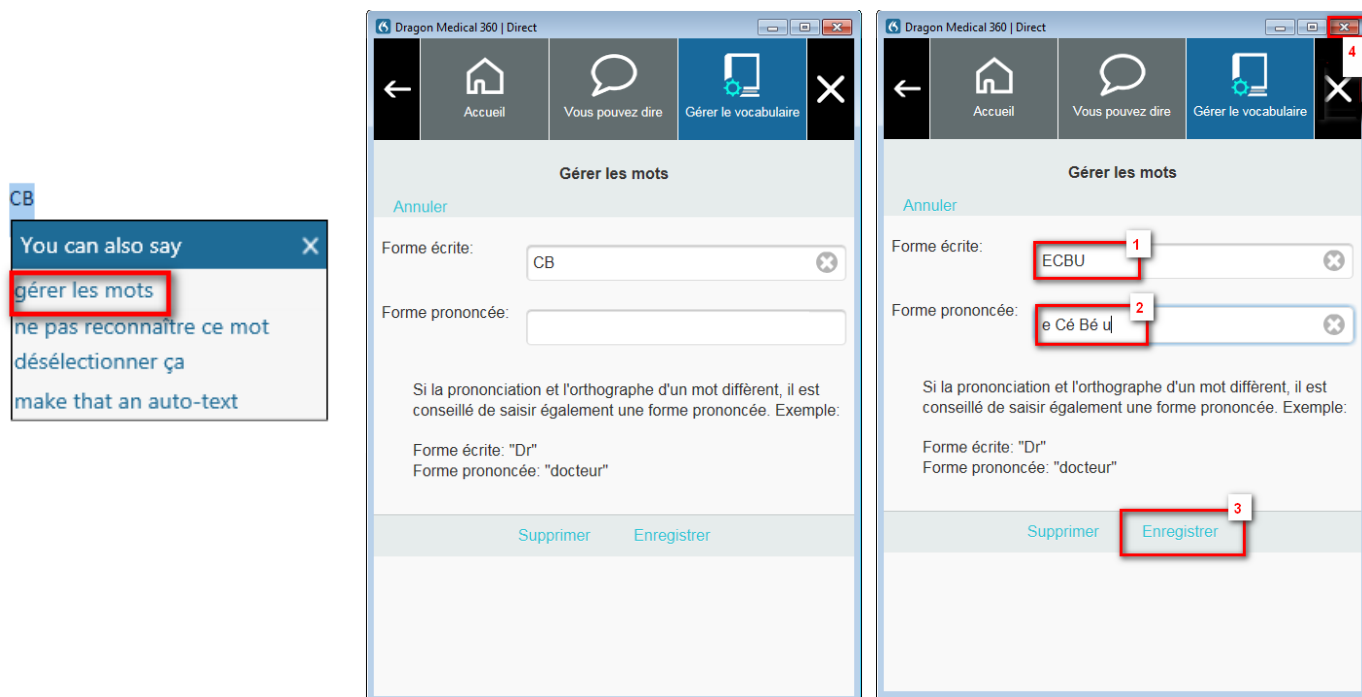 CB
You can also say
gérer les mots
ne pas reconnaître ce mot
désélectionner ça
make that an auto-text
Dragon Medical 360 | Direct
Accueil
Vous pouvez dire
Gérer le vocabulaire
Gérer les mots
Annuler
Forme écrite:
CB
Forme prononcée:
Si la prononciation et l'orthographe d'un mot diffèrent, il est
conseillé de saisir également une forme prononcée. Exemple:
Forme écrite: "Dr"
Forme prononcée: "docteur"
Supprimer Enregistrer
Dragon Medical 360 | Direct
4
Accueil
Vous pouvez dire
Gérer le vocabulaire
Gérer les mots
Annuler
Forme écrite:
ECBU
1
Forme prononcée:
e Cé Bé u
2
Si la prononciation et l'orthographe d'un mot diffèrent, il est
conseillé de saisir également une forme prononcée. Exemple:
Forme écrite: "Dr"
Forme prononcée: "docteur"
3
Supprimer Enregistrer